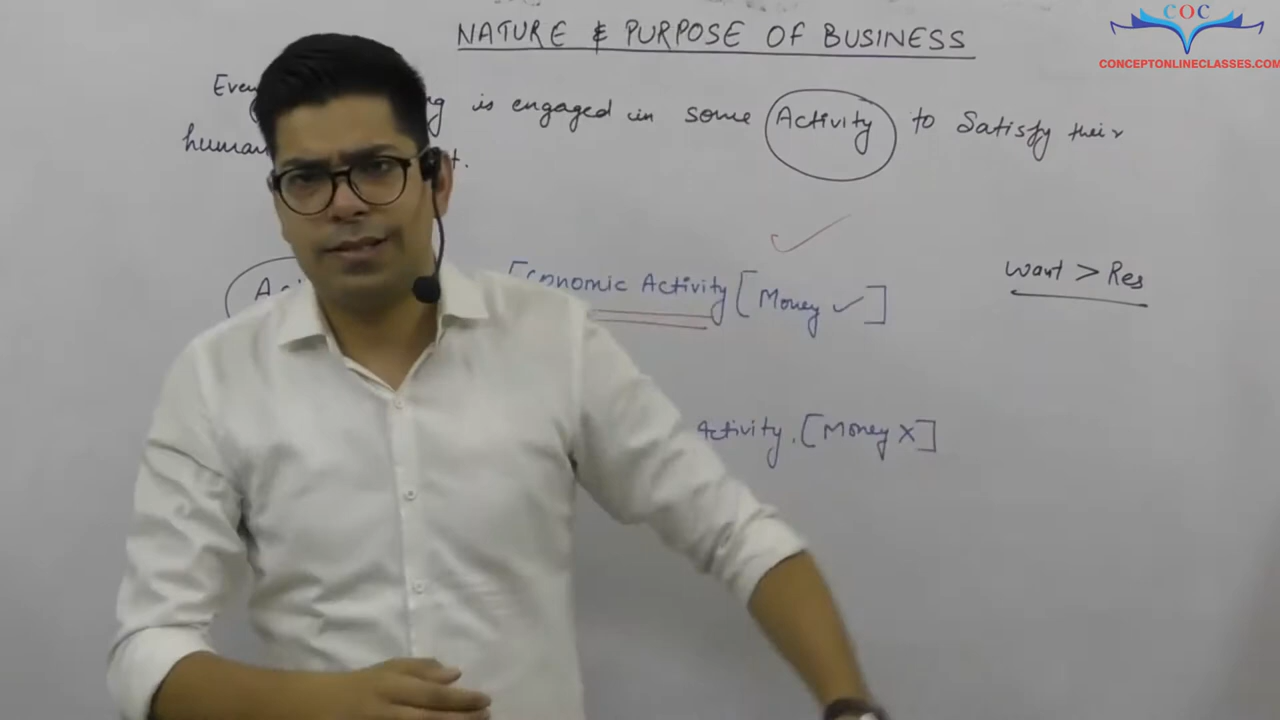 COC
CONCEPTONLINECLASSES.COM
NATURE & PURPOSE OF BUSINESS
is engaged in some Activity to Satisfy their
human
Economic Activity [Money ✓]
want > Res
Activity. [Money X]